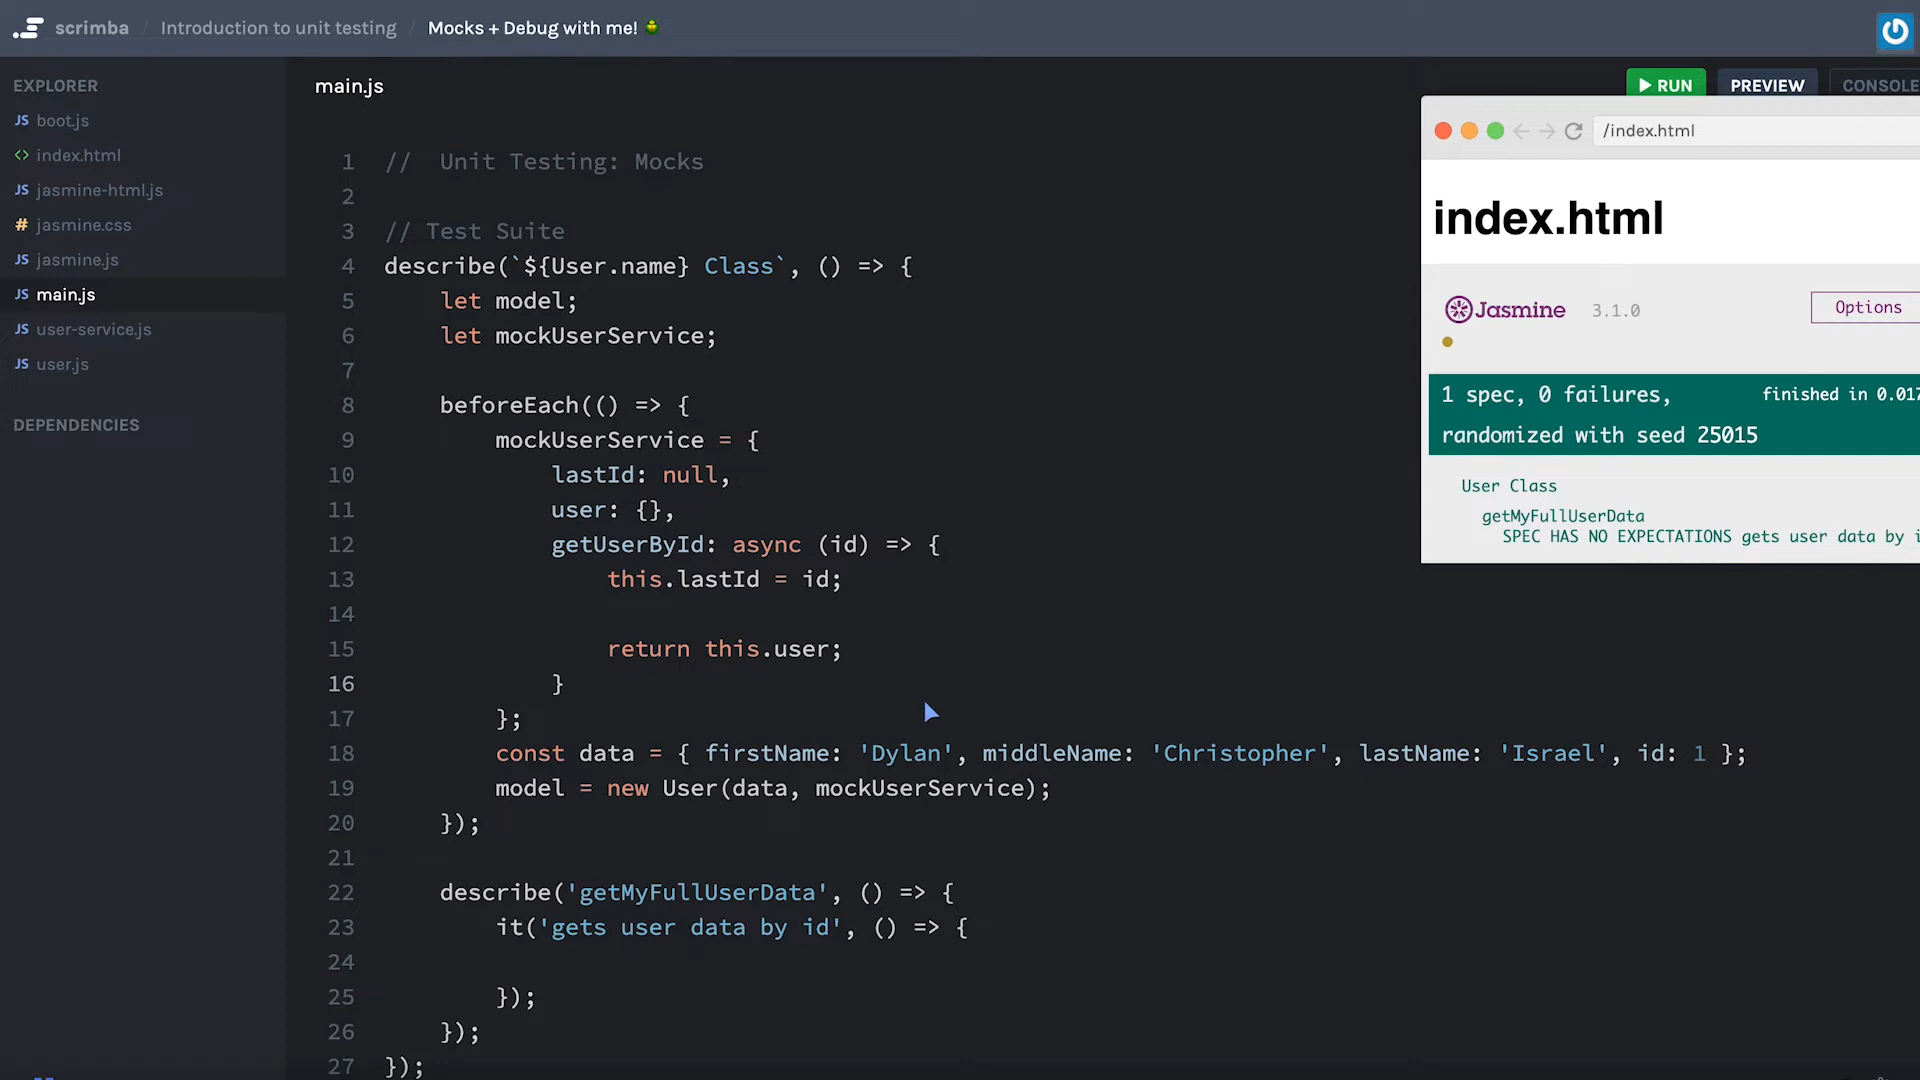 scrimba / Introduction to unit testing / Mocks + Debug with me!
EXPLORER
JS boot.js
<> index.html
JS jasmine-html.js
# jasmine.css
JS jasmine.js
JS main.js
JS user-service.js
JS user.js
DEPENDENCIES
main.js
RUN PREVIEW CONSOLE
1 //  Unit Testing: Mocks
2
3 // Test Suite
4 describe(`${User.name} Class`, () => {
5     let model;
6     let mockUserService;
7
8     beforeEach(() => {
9         mockUserService = {
10             lastId: null,
11             user: {},
12             getUserById: async (id) => {
13                 this.lastId = id;
14
15                 return this.user;
16             }
17         };
18         const data = { firstName: 'Dylan', middleName: 'Christopher', lastName: 'Israel', id: 1 };
19         model = new User(data, mockUserService);
20     });
21
22     describe('getMyFullUserData', () => {
23         it('gets user data by id', () => {
24
25         });
26     });
27 });
/index.html
index.html
Jasmine 3.1.0 Options
1 spec, 0 failures, finished in 0.017
randomized with seed 25015
User Class
getMyFullUserData
SPEC HAS NO EXPECTATIONS gets user data by i